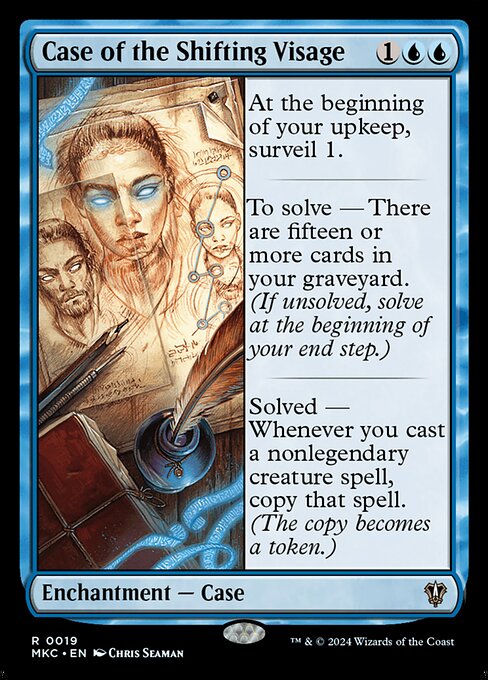 Case of the Shifting Visage 1
At the beginning
of your upkeep,
surveil 1.
To solve — There
are fifteen or
more cards in
your graveyard.
(If unsolved, solve
at the beginning of
your end step.)
Solved —
Whenever you cast
a nonlegendary
creature spell,
copy that spell.
(The copy becomes
a token.)
Enchantment — Case
R 0019
MKC • EN Chris Seaman
™ & © 2024 Wizards of the Coast